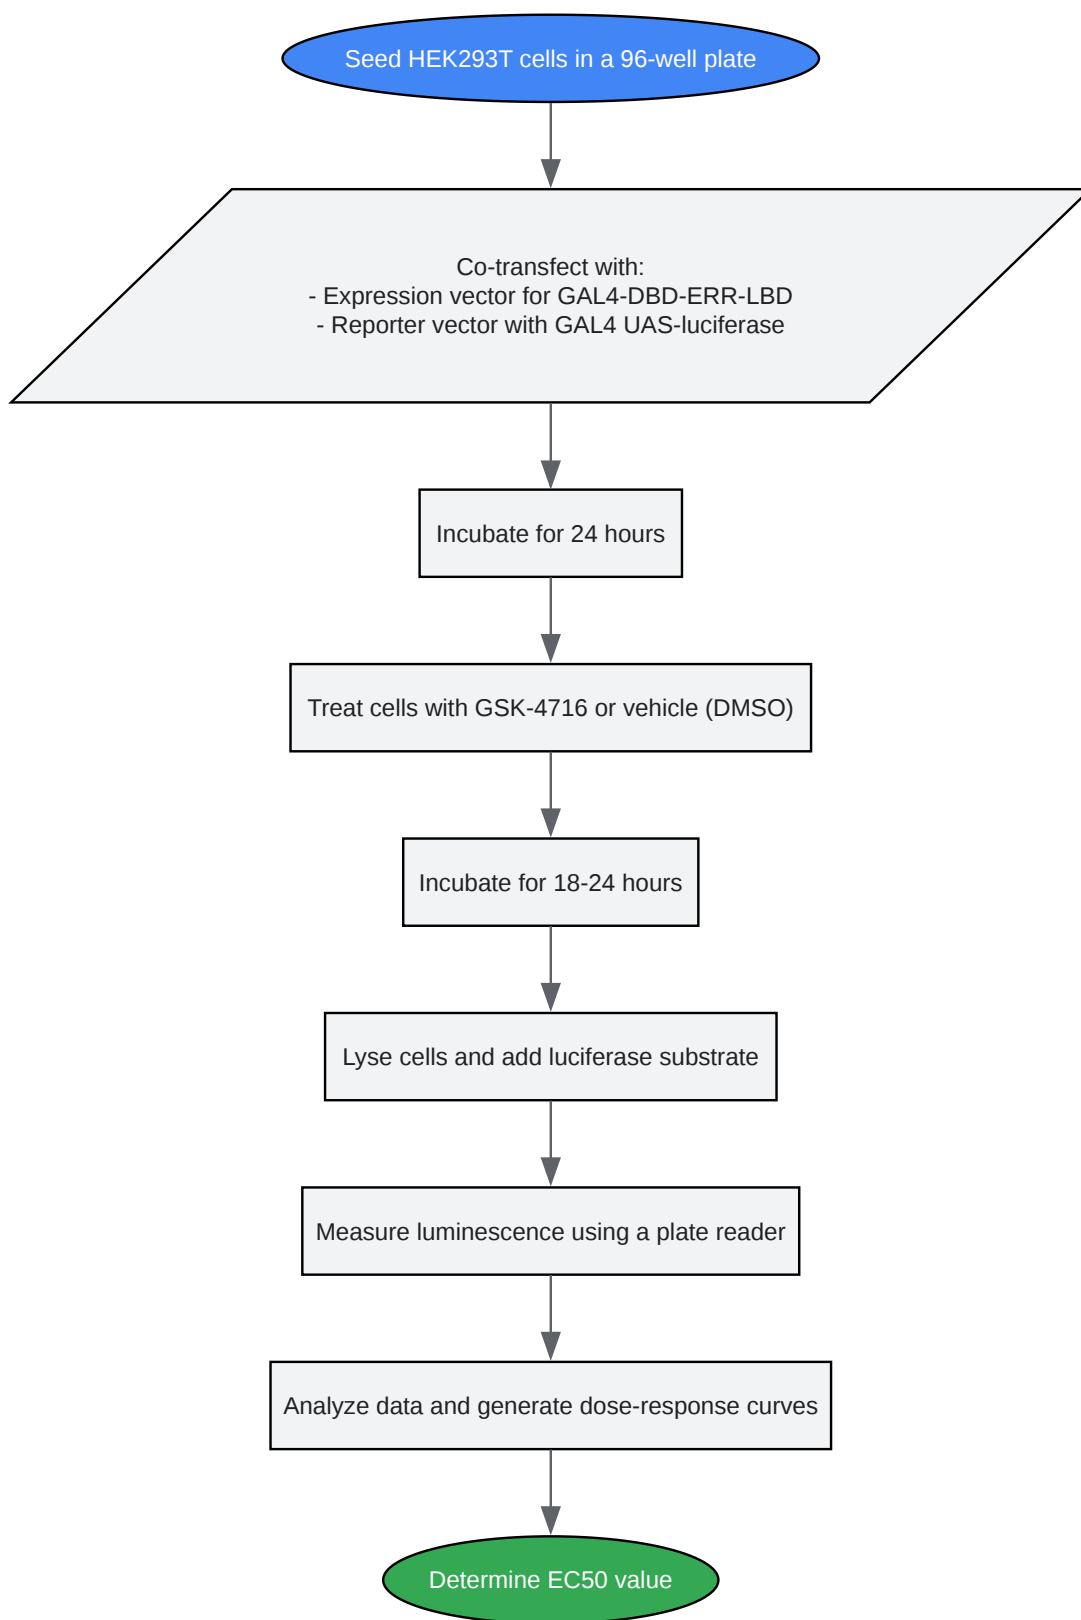 Seed HEK293T cells in a 96-well plate
Co-transfect with:
- Expression vector for GAL4-DBD-ERR-LBD
- Reporter vector with GAL4 UAS-luciferase
Incubate for 24 hours
Treat cells with GSK-4716 or vehicle (DMSO)
Incubate for 18-24 hours
Lyse cells and add luciferase substrate
Measure luminescence using a plate reader
Analyze data and generate dose-response curves
Determine EC50 value